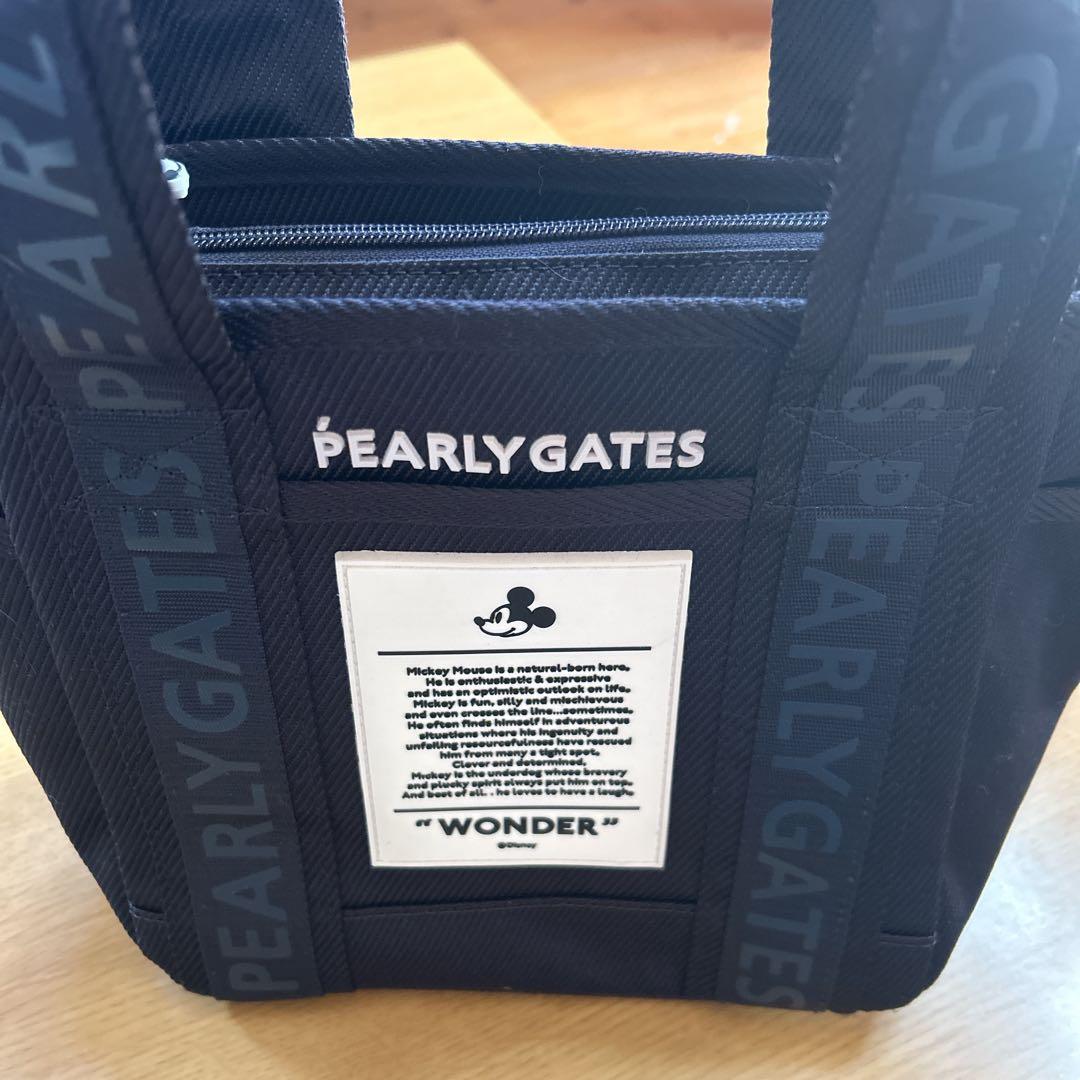 PEARL
PEARLYGATES
GATES
PEARLYGATES
ṔEARLY GATES
Mickey Mouse is a natural-born hero.
He is enthusiastic & expressive
and has an optimistic outlook on life.
Mickey is fun, silly and mischievous
and even crosses the line...sometimes.
He often finds himself in adventurous
situations where his ingenuity and
unfailing resourcefulness have rescued
him from many a tight spot.
Clever and determined.
Mickey is the underdog whose bravery
and plucky spirit always put him on top.
And best of all. . he loves to have a laugh.
“WONDER”
©Disney